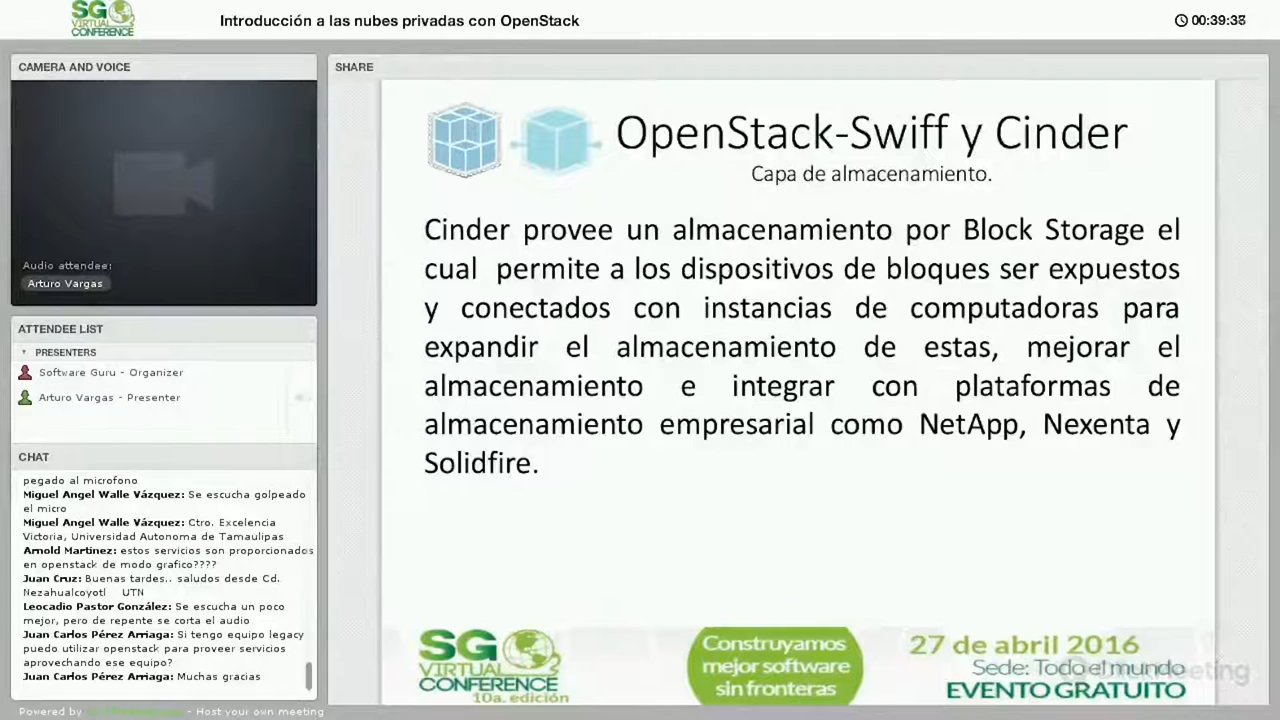 SG
VIRTUAL
CONFERENCE
Introducción a las nubes privadas con OpenStack
CAMERA AND VOICE
Audio attendee:
Arturo Vargas
ATTENDEE LIST
PRESENTERS
Software Guru - Organizer
Arturo Vargas - Presenter
CHAT
pegado al microfono
Miguel Angel Walle Vázquez: Se escucha golpeado
el micro
Miguel Angel Walle Vázquez: Ctro. Excelencia
Victoria, Universidad Autonoma de Tamaulipas
Arnold Martinez: estos servicios son proporcionados
en openstack de modo grafico????
Juan Cruz: Buenas tardes.. saludos desde Cd.
Nezahualcoyotl UTN
Leocadio Pastor González: Se escucha un poco
mejor, pero de repente se corta el audio
Juan Carlos Pérez Arriaga: Si tengo equipo legacy
puedo utilizar openstack para proveer servicios
aprovechando ese equipo?
Juan Carlos Pérez Arriaga: Muchas gracias
Powered by
- Host your own meeting
SHARE
OpenStack-Swiff y Cinder
Capa de almacenamiento.
Cinder provee un almacenamiento por Block Storage el
cual permite a los dispositivos de bloques ser expuestos
y conectados con instancias de computadoras para
expandir el almacenamiento de estas, mejorar el
almacenamiento e integrar con plataformas de
almacenamiento empresarial como NetApp, Nexenta y
Solidfire.
SG
VIRTUAL
CONFERENCE
10a. edición
Construyamos
mejor software
sin fronteras
27 de abril 2016
Sede: Todo el mundo
EVENTO GRATUITO